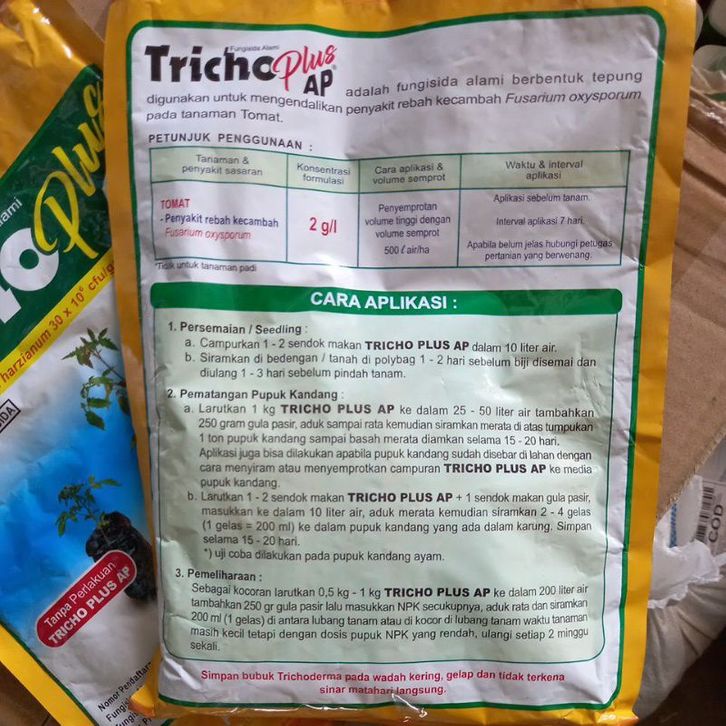 Fungisida Alami
Tricho Plus
AP adalah fungisida alami berbentuk tepung
digunakan untuk mengendalikan penyakit rebah kecambah Fusarium oxysporum
pada tanaman Tomat.
PETUNJUK PENGGUNAAN :
Tanaman & penyakit sasaran
Konsentrasi formulasi
Cara aplikasi & volume semprot
Waktu & interval aplikasi
TOMAT
- Penyakit rebah kecambah
Fusarium oxysporum
2 g/l
Penyemprotan
volume tinggi dengan
volume semprot
500 ℓ air/ha
Aplikasi sebelum tanam.
Interval aplikasi 7 hari.
Apabila belum jelas hubungi petugas
pertanian yang berwenang.
*Tidak untuk tanaman padi
CARA APLIKASI :
1. Persemaian / Seedling :
a. Campurkan 1 - 2 sendok makan TRICHO PLUS AP dalam 10 liter air.
b. Siramkan di bedengan / tanah di polybag 1 - 2 hari sebelum biji disemai dan
diulang 1 - 3 hari sebelum pindah tanam.
2. Pematangan Pupuk Kandang :
a. Larutkan 1 kg TRICHO PLUS AP ke dalam 25 - 50 liter air tambahkan
250 gram gula pasir, aduk sampai rata kemudian siramkan merata di atas tumpukan
1 ton pupuk kandang sampai basah merata diamkan selama 15 - 20 hari.
Aplikasi juga bisa dilakukan apabila pupuk kandang sudah disebar di lahan dengan
cara menyiram atau menyemprotkan campuran TRICHO PLUS AP ke media
pupuk kandang.
b. Larutkan 1 - 2 sendok makan TRICHO PLUS AP + 1 sendok makan gula pasir,
masukkan ke dalam 10 liter air, aduk merata kemudian siramkan 2 - 4 gelas
(1 gelas = 200 ml) ke dalam pupuk kandang yang ada dalam karung. Simpan
selama 15 - 20 hari.
*) uji coba dilakukan pada pupuk kandang ayam.
3. Pemeliharaan :
Sebagai kocoran larutkan 0,5 kg - 1 kg TRICHO PLUS AP ke dalam 200 liter air
tambahkan 250 gr gula pasir lalu masukkan NPK secukupnya, aduk rata dan siramkan
200 ml (1 gelas) di antara lubang tanam atau di kocor di lubang tanam waktu tanaman
masih kecil tetapi dengan dosis pupuk NPK yang rendah, ulangi setiap 2 minggu
sekali.
Simpan bubuk Trichoderma pada wadah kering, gelap dan tidak terkena
sinar matahari langsung.
Plus
harzianum 30 x 10⁶ cfu/g
Tanpa Perlakuan
TRICHO PLUS AP
COD